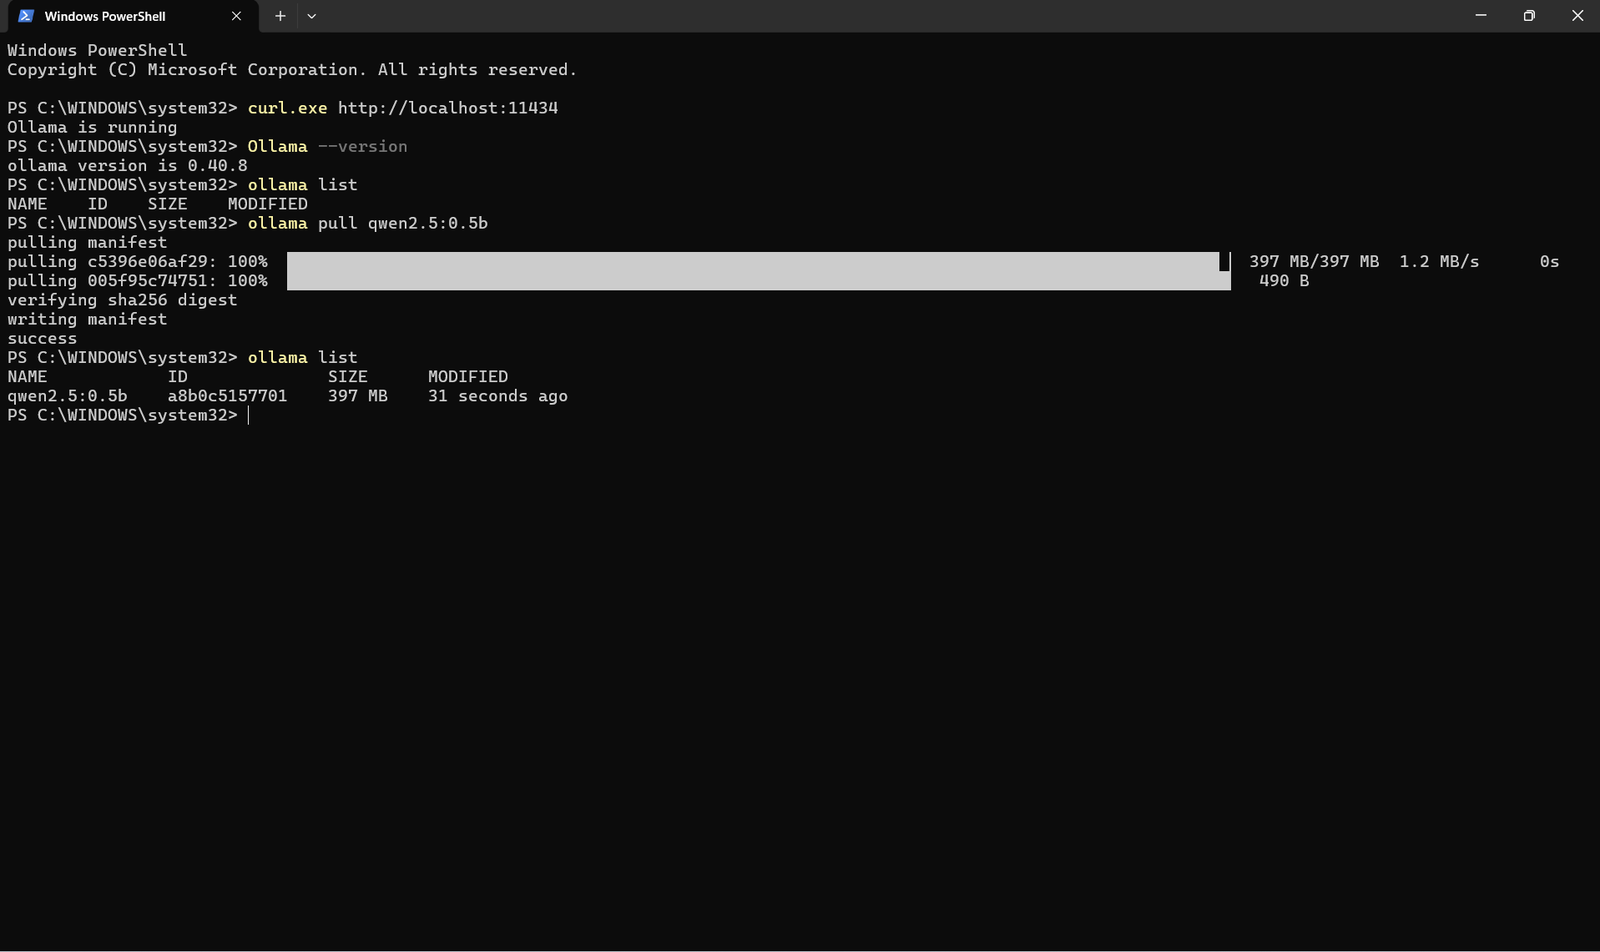 Windows PowerShell
Windows PowerShell
Copyright (C) Microsoft Corporation. All rights reserved.
PS C:\WINDOWS\system32> curl.exe http://localhost:11434
Ollama is running
PS C:\WINDOWS\system32> Ollama --version
ollama version is 0.40.8
PS C:\WINDOWS\system32> ollama list
NAME    ID    SIZE    MODIFIED
PS C:\WINDOWS\system32> ollama pull qwen2.5:0.5b
pulling manifest
pulling c5396e06af29: 100% 397 MB/397 MB  1.2 MB/s      0s
pulling 005f95c74751: 100% 490 B
verifying sha256 digest
writing manifest
success
PS C:\WINDOWS\system32> ollama list
NAME            ID              SIZE      MODIFIED
qwen2.5:0.5b    a8b0c5157701    397 MB    31 seconds ago
PS C:\WINDOWS\system32>